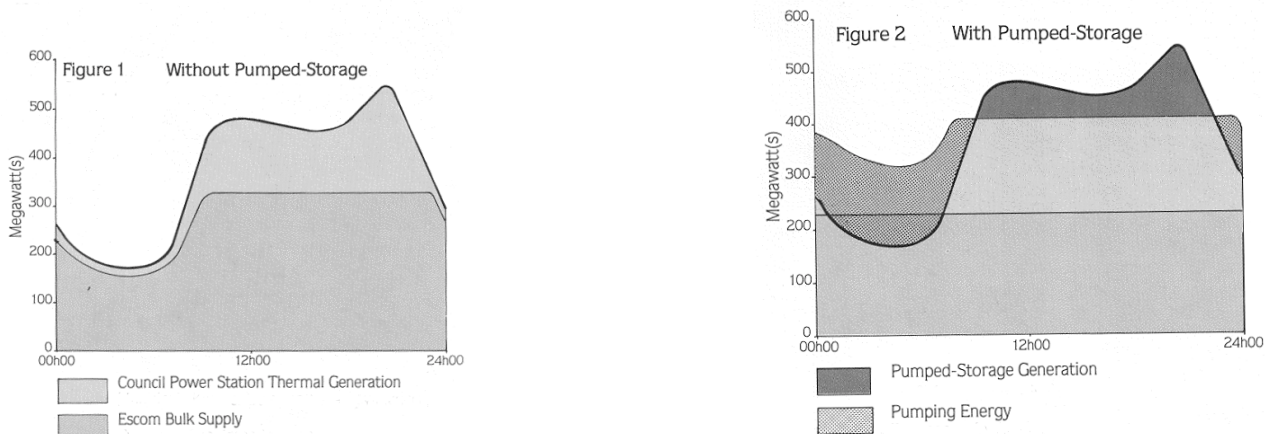 Figure 1 Without Pumped-Storage
600
500
400
300
200
100
0
Megawatt(s)
00h00 12h00 24h00
Council Power Station Thermal Generation
Escom Bulk Supply
Figure 2 With Pumped-Storage
600
500
400
300
200
100
0
Megawatt(s)
00h00 12h00 24h00
Pumped-Storage Generation
Pumping Energy